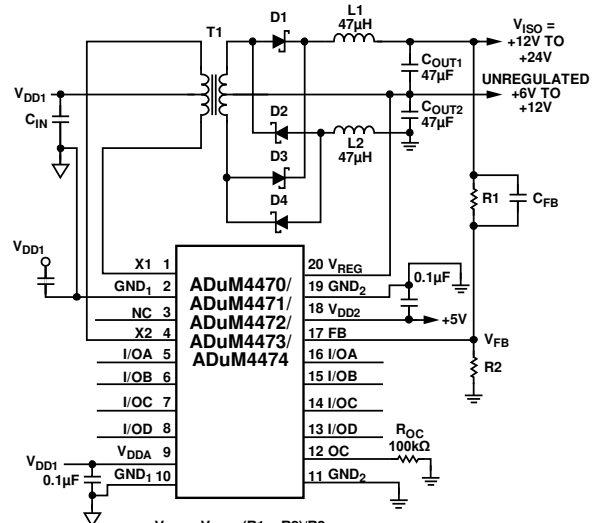 T1
D1
L1
47µH
V_ISO =
+12V TO
+24V
C_OUT1
47µF
UNREGULATED
+6V TO
+12V
V_DD1
C_IN
C_OUT2
47µF
D2
L2
47µH
D3
D4
R1
C_FB
V_DD1
X1 1
GND_1 2
NC 3
X2 4
I/OA 5
I/OB 6
I/OC 7
I/OD 8
V_DDA 9
GND_1 10
ADuM4470/
ADuM4471/
ADuM4472/
ADuM4473/
ADuM4474
20 V_REG
19 GND_2
18 V_DD2
17 FB
16 I/OA
15 I/OB
14 I/OC
13 I/OD
12 OC
11 GND_2
0.1µF
+5V
V_FB
R2
R_OC
100kΩ
V_DD1
0.1µF